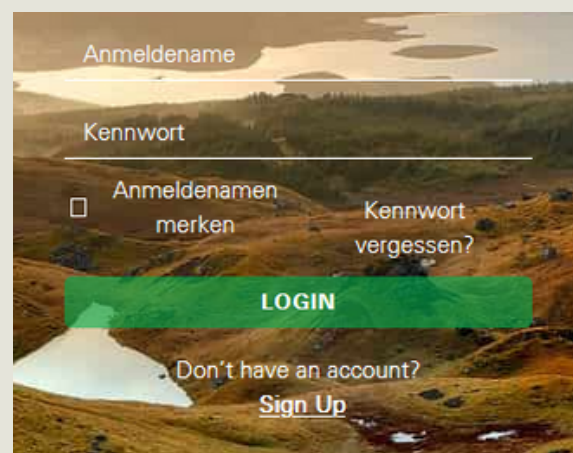 Anmeldename
Kennwort
Anmeldenamen
merken
Kennwort
vergessen?
LOGIN
Don't have an account?
Sign Up